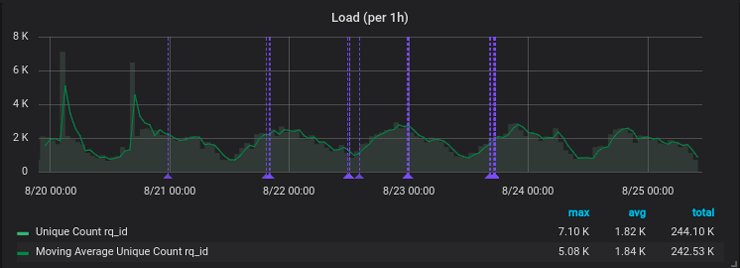 Load (per 1h)
8 K
6 K
4 K
2 K
0
8/20 00:00 8/21 00:00 8/22 00:00 8/23 00:00 8/24 00:00 8/25 00:00
max avg total
Unique Count rq_id 7.10 K 1.82 K 244.10 K
Moving Average Unique Count rq_id 5.08 K 1.84 K 242.53 K